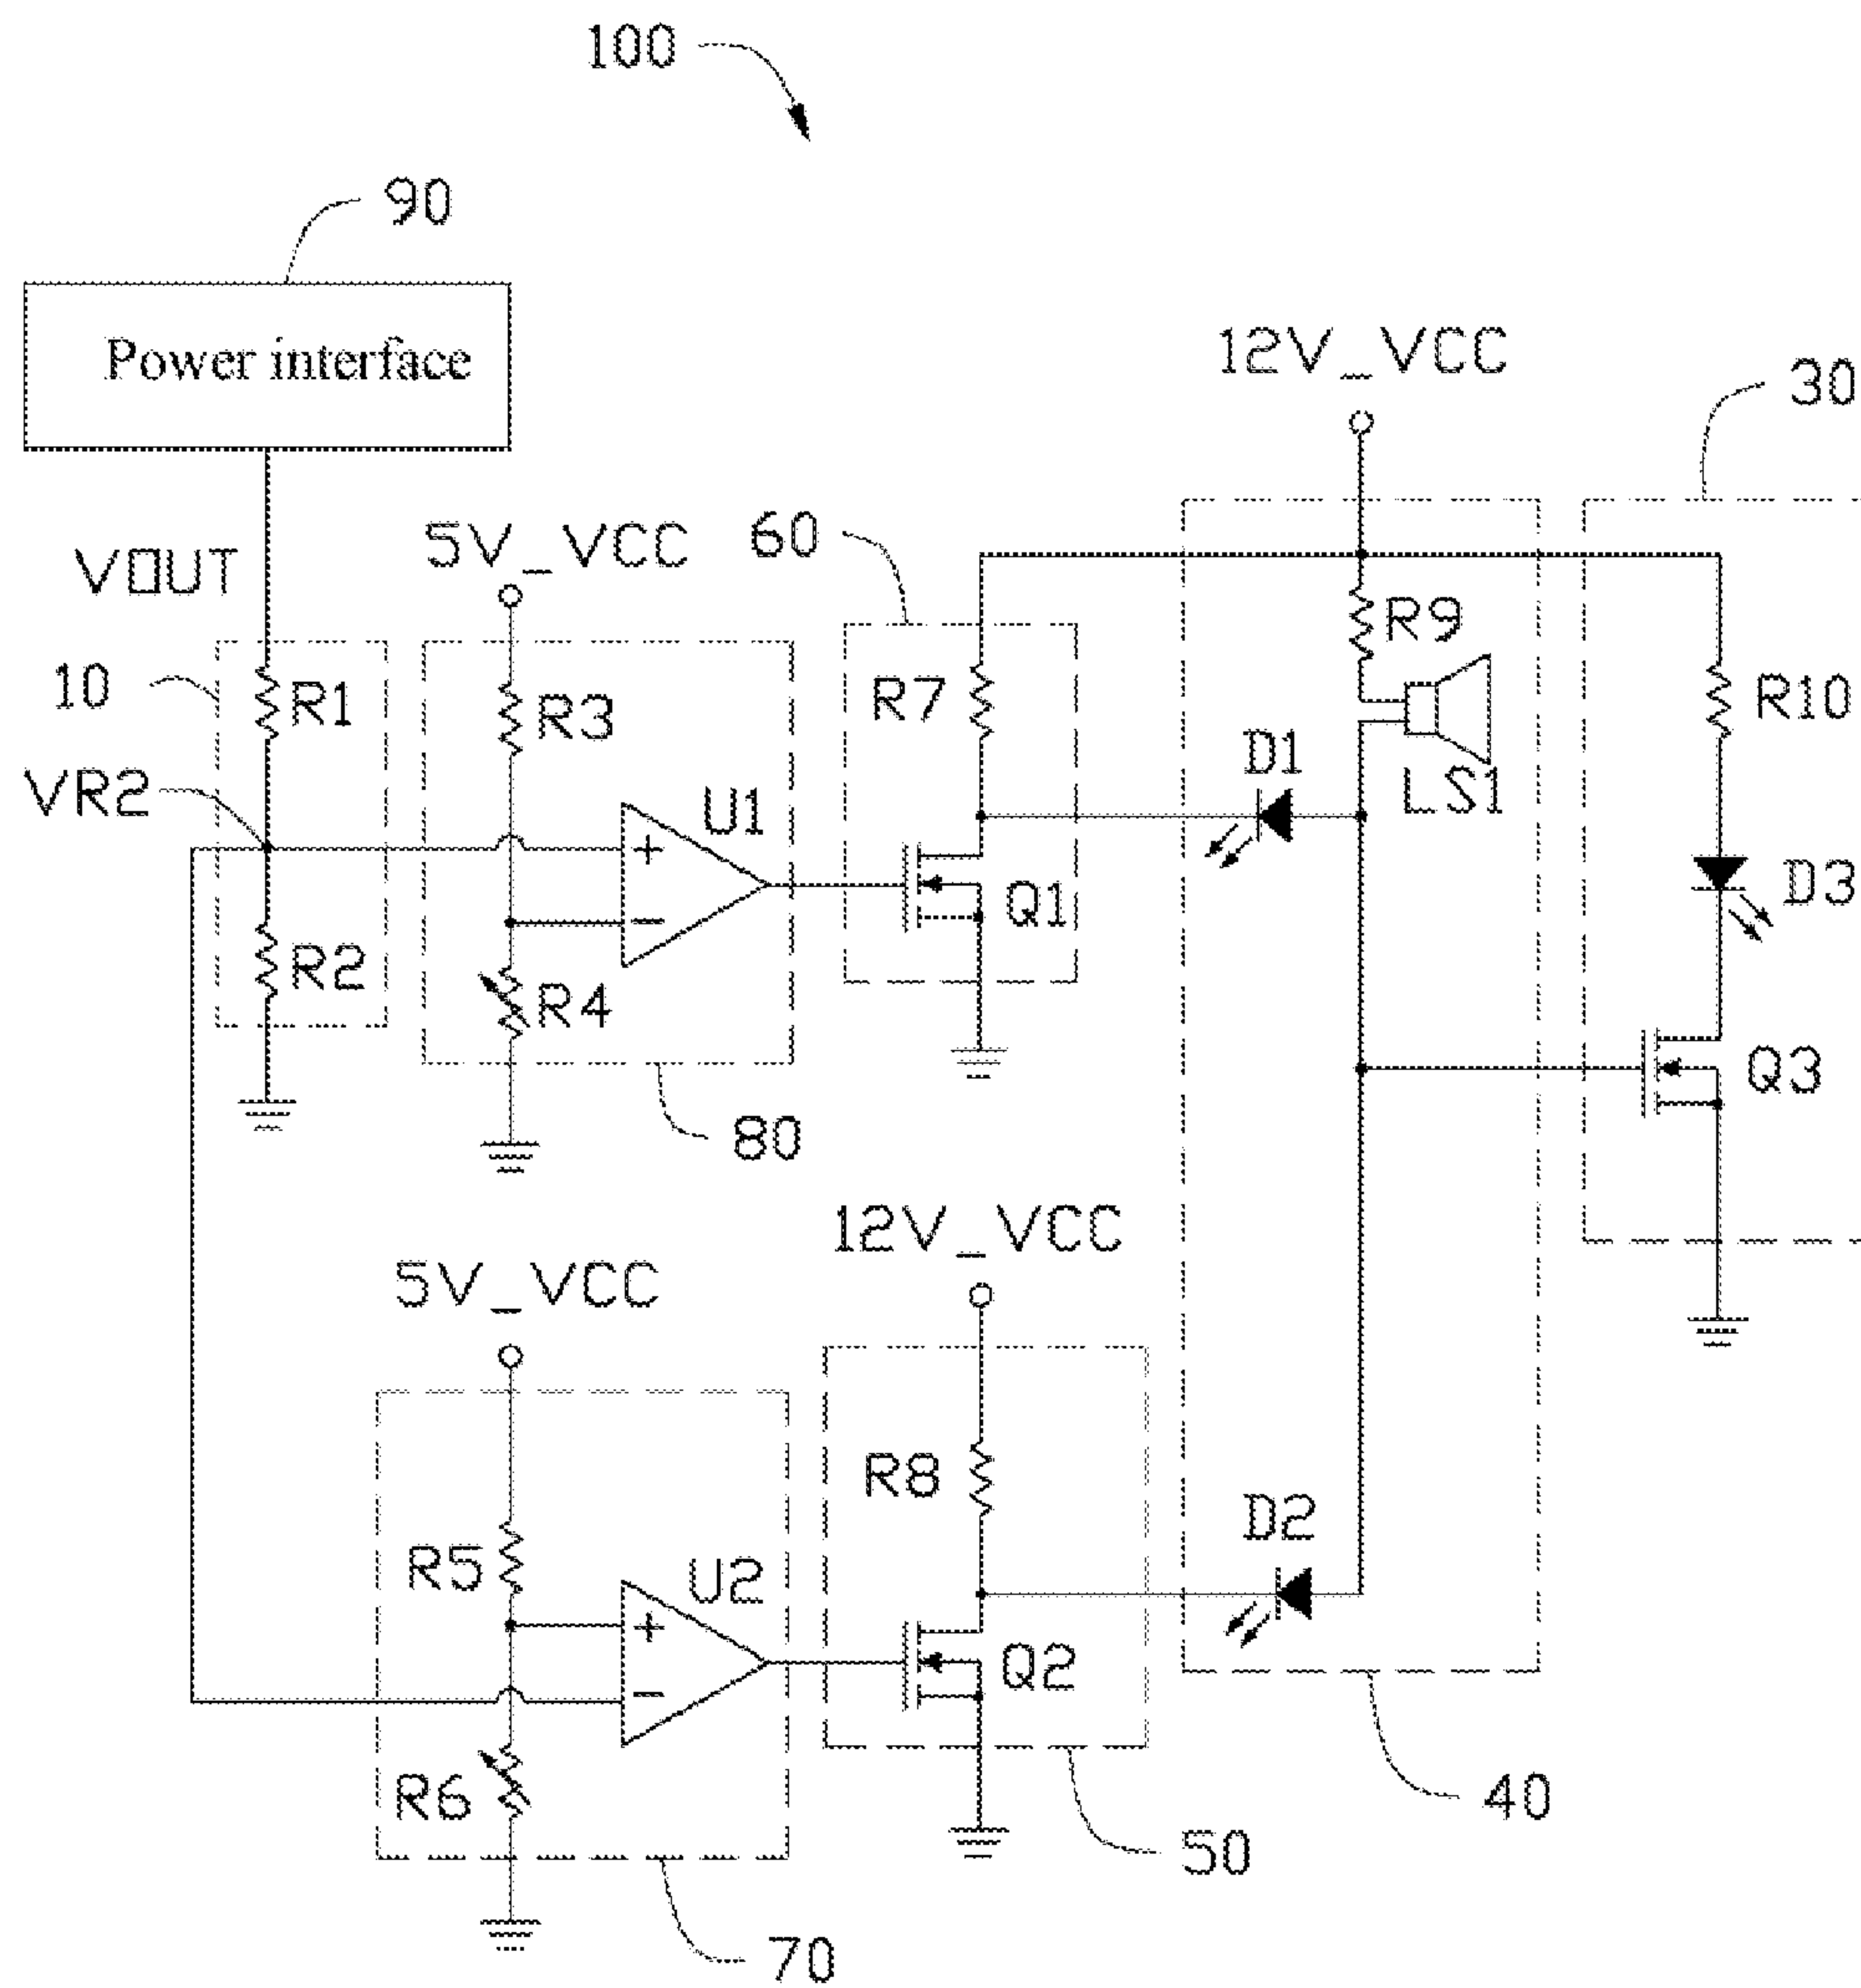 100
90
Power interface
12V_VCC
30
VOUT
5V_VCC
60
R9
10
R1
R3
R7
R10
D1
LS1
VR2
U1
+
D3
Q1
−
R2
R4
Q3
80
12V_VCC
5V_VCC
R8
D2
R5
U2
+
Q2
−
R6
40
50
70